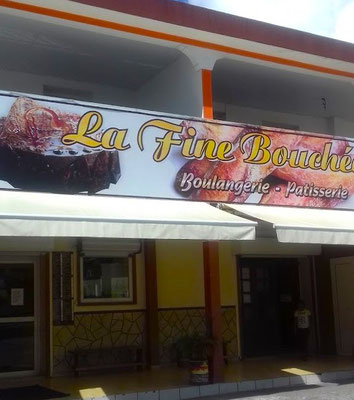 La Fine Bouché
Boulangerie - Patisserie